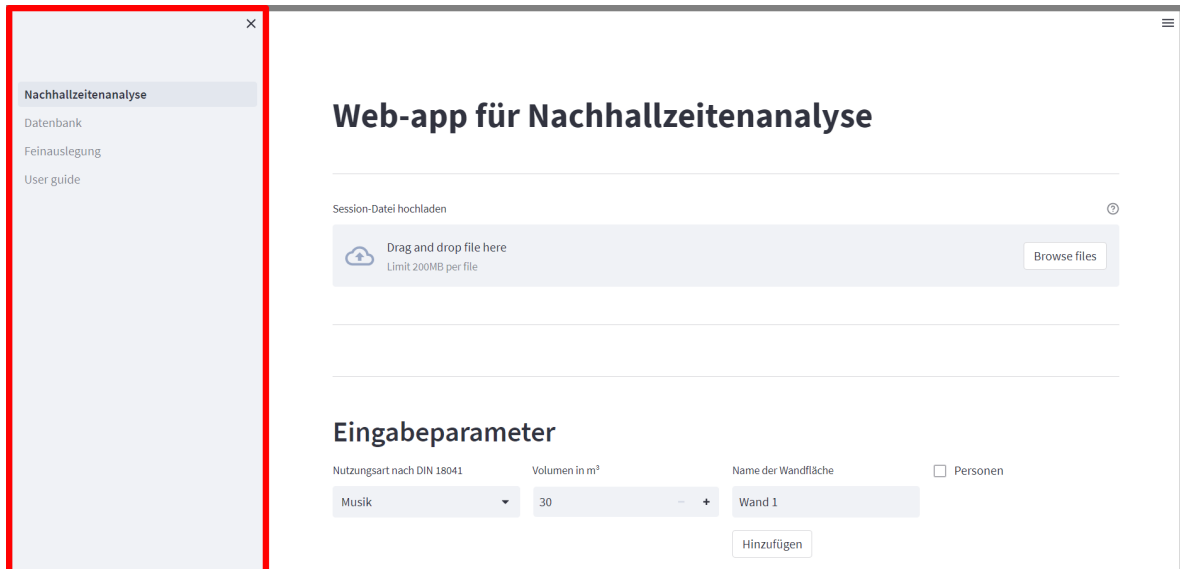 Nachhallzeitenanalyse
Datenbank
Feinauslegung
User guide
Web-app für Nachhallzeitenanalyse
Session-Datei hochladen
Drag and drop file here
Limit 200MB per file
Browse files
Eingabeparameter
Nutzungsart nach DIN 18041
Musik
Volumen in m³
30
Name der Wandfläche
Wand 1
Hinzufügen
Personen